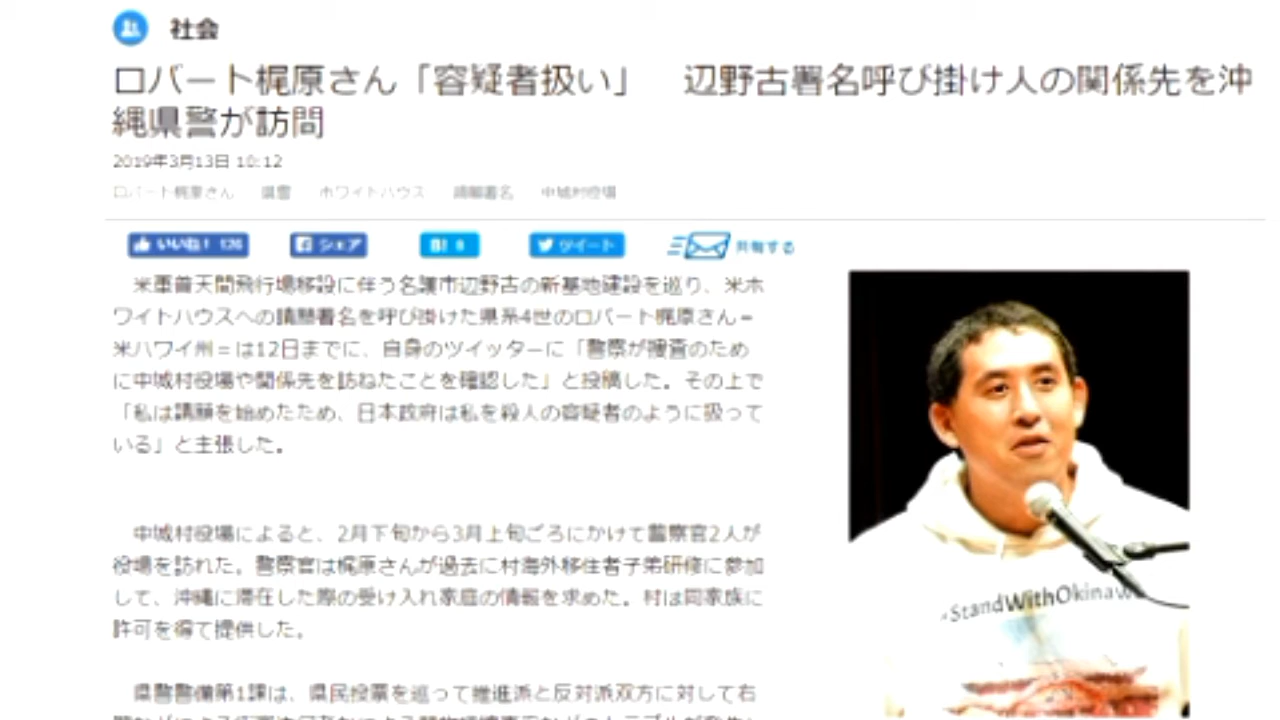 社会
ロバート梶原さん「容疑者扱い」　辺野古署名呼び掛け人の関係先を沖
縄県警が訪問
2019年3月13日 10:12
ロバート梶原さん　県警　ホワイトハウス　請願署名　中城村役場
いいね！ 126　シェア　B! 8　ツイート　共有する
米軍普天間飛行場移設に伴う名護市辺野古の新基地建設を巡り、米ホ
ワイトハウスへの請願署名を呼び掛けた県系4世のロバート梶原さん＝
米ハワイ州＝は12日までに、自身のツイッターに「警察が捜査のため
に中城村役場や関係先を訪ねたことを確認した」と投稿した。その上で
「私は請願を始めたため、日本政府は私を殺人の容疑者のように扱って
いる」と主張した。
中城村役場によると、2月下旬から3月上旬ごろにかけて警察官2人が
役場を訪れた。警察官は梶原さんが過去に村海外移住者子弟研修に参加
して、沖縄に滞在した際の受け入れ家庭の情報を求めた。村は同家族に
許可を得て提供した。
県警警備第1課は、県民投票を巡って推進派と反対派双方に対して右
StandWithOkinawa